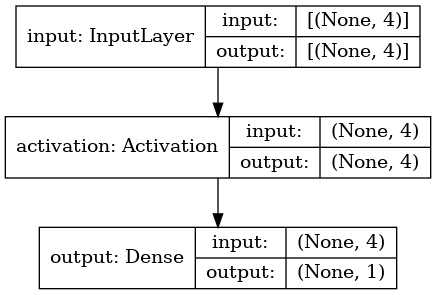 input: InputLayer
input:
[(None, 4)]
output:
[(None, 4)]
activation: Activation
input:
(None, 4)
output:
(None, 4)
output: Dense
input:
(None, 4)
output:
(None, 1)